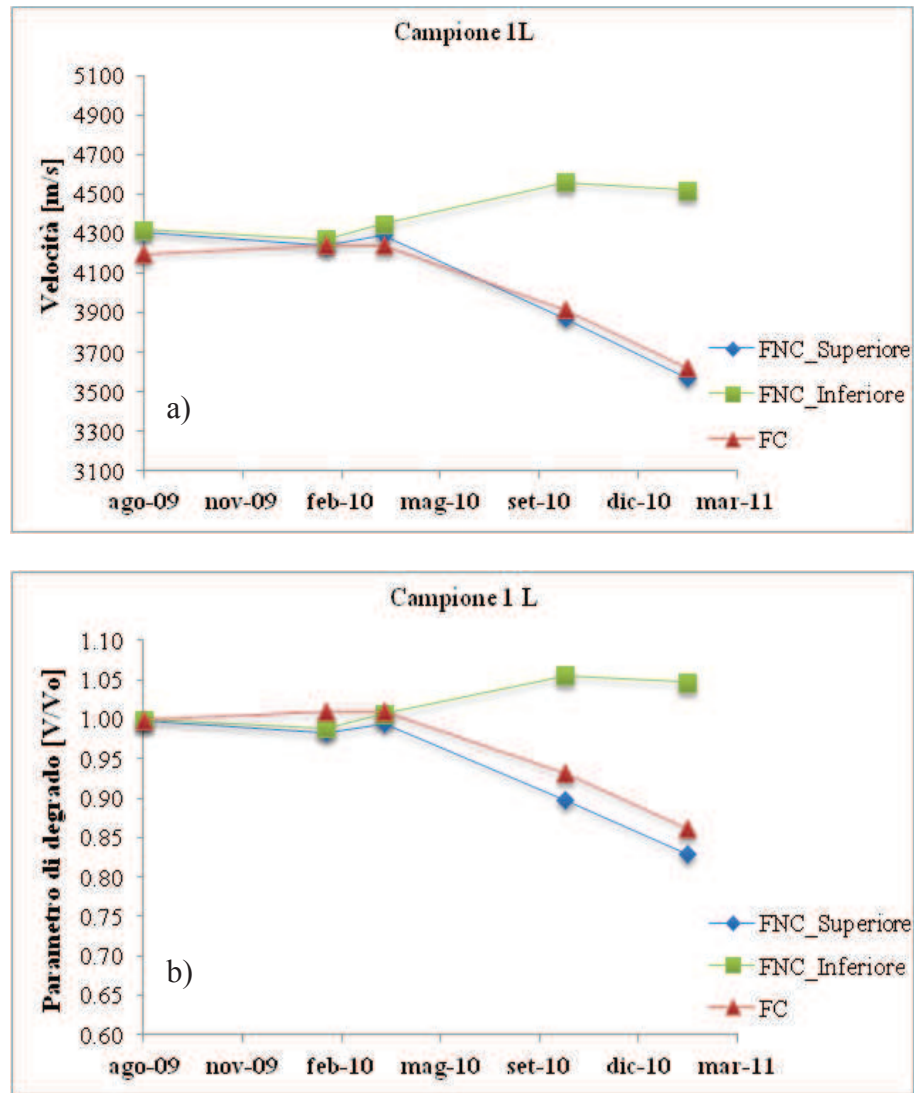 Campione 1L
Velocità [m/s]
5100
4900
4700
4500
4300
4100
3900
3700
3500
3300
3100
a)
FNC_Superiore
FNC_Inferiore
FC
ago-09 nov-09 feb-10 mag-10 set-10 dic-10 mar-11
Campione 1 L
Parametro di degrado [V/Vo]
1.10
1.05
1.00
0.95
0.90
0.85
0.80
0.75
0.70
0.65
0.60
b)
FNC_Superiore
FNC_Inferiore
FC
ago-09 nov-09 feb-10 mag-10 set-10 dic-10 mar-11